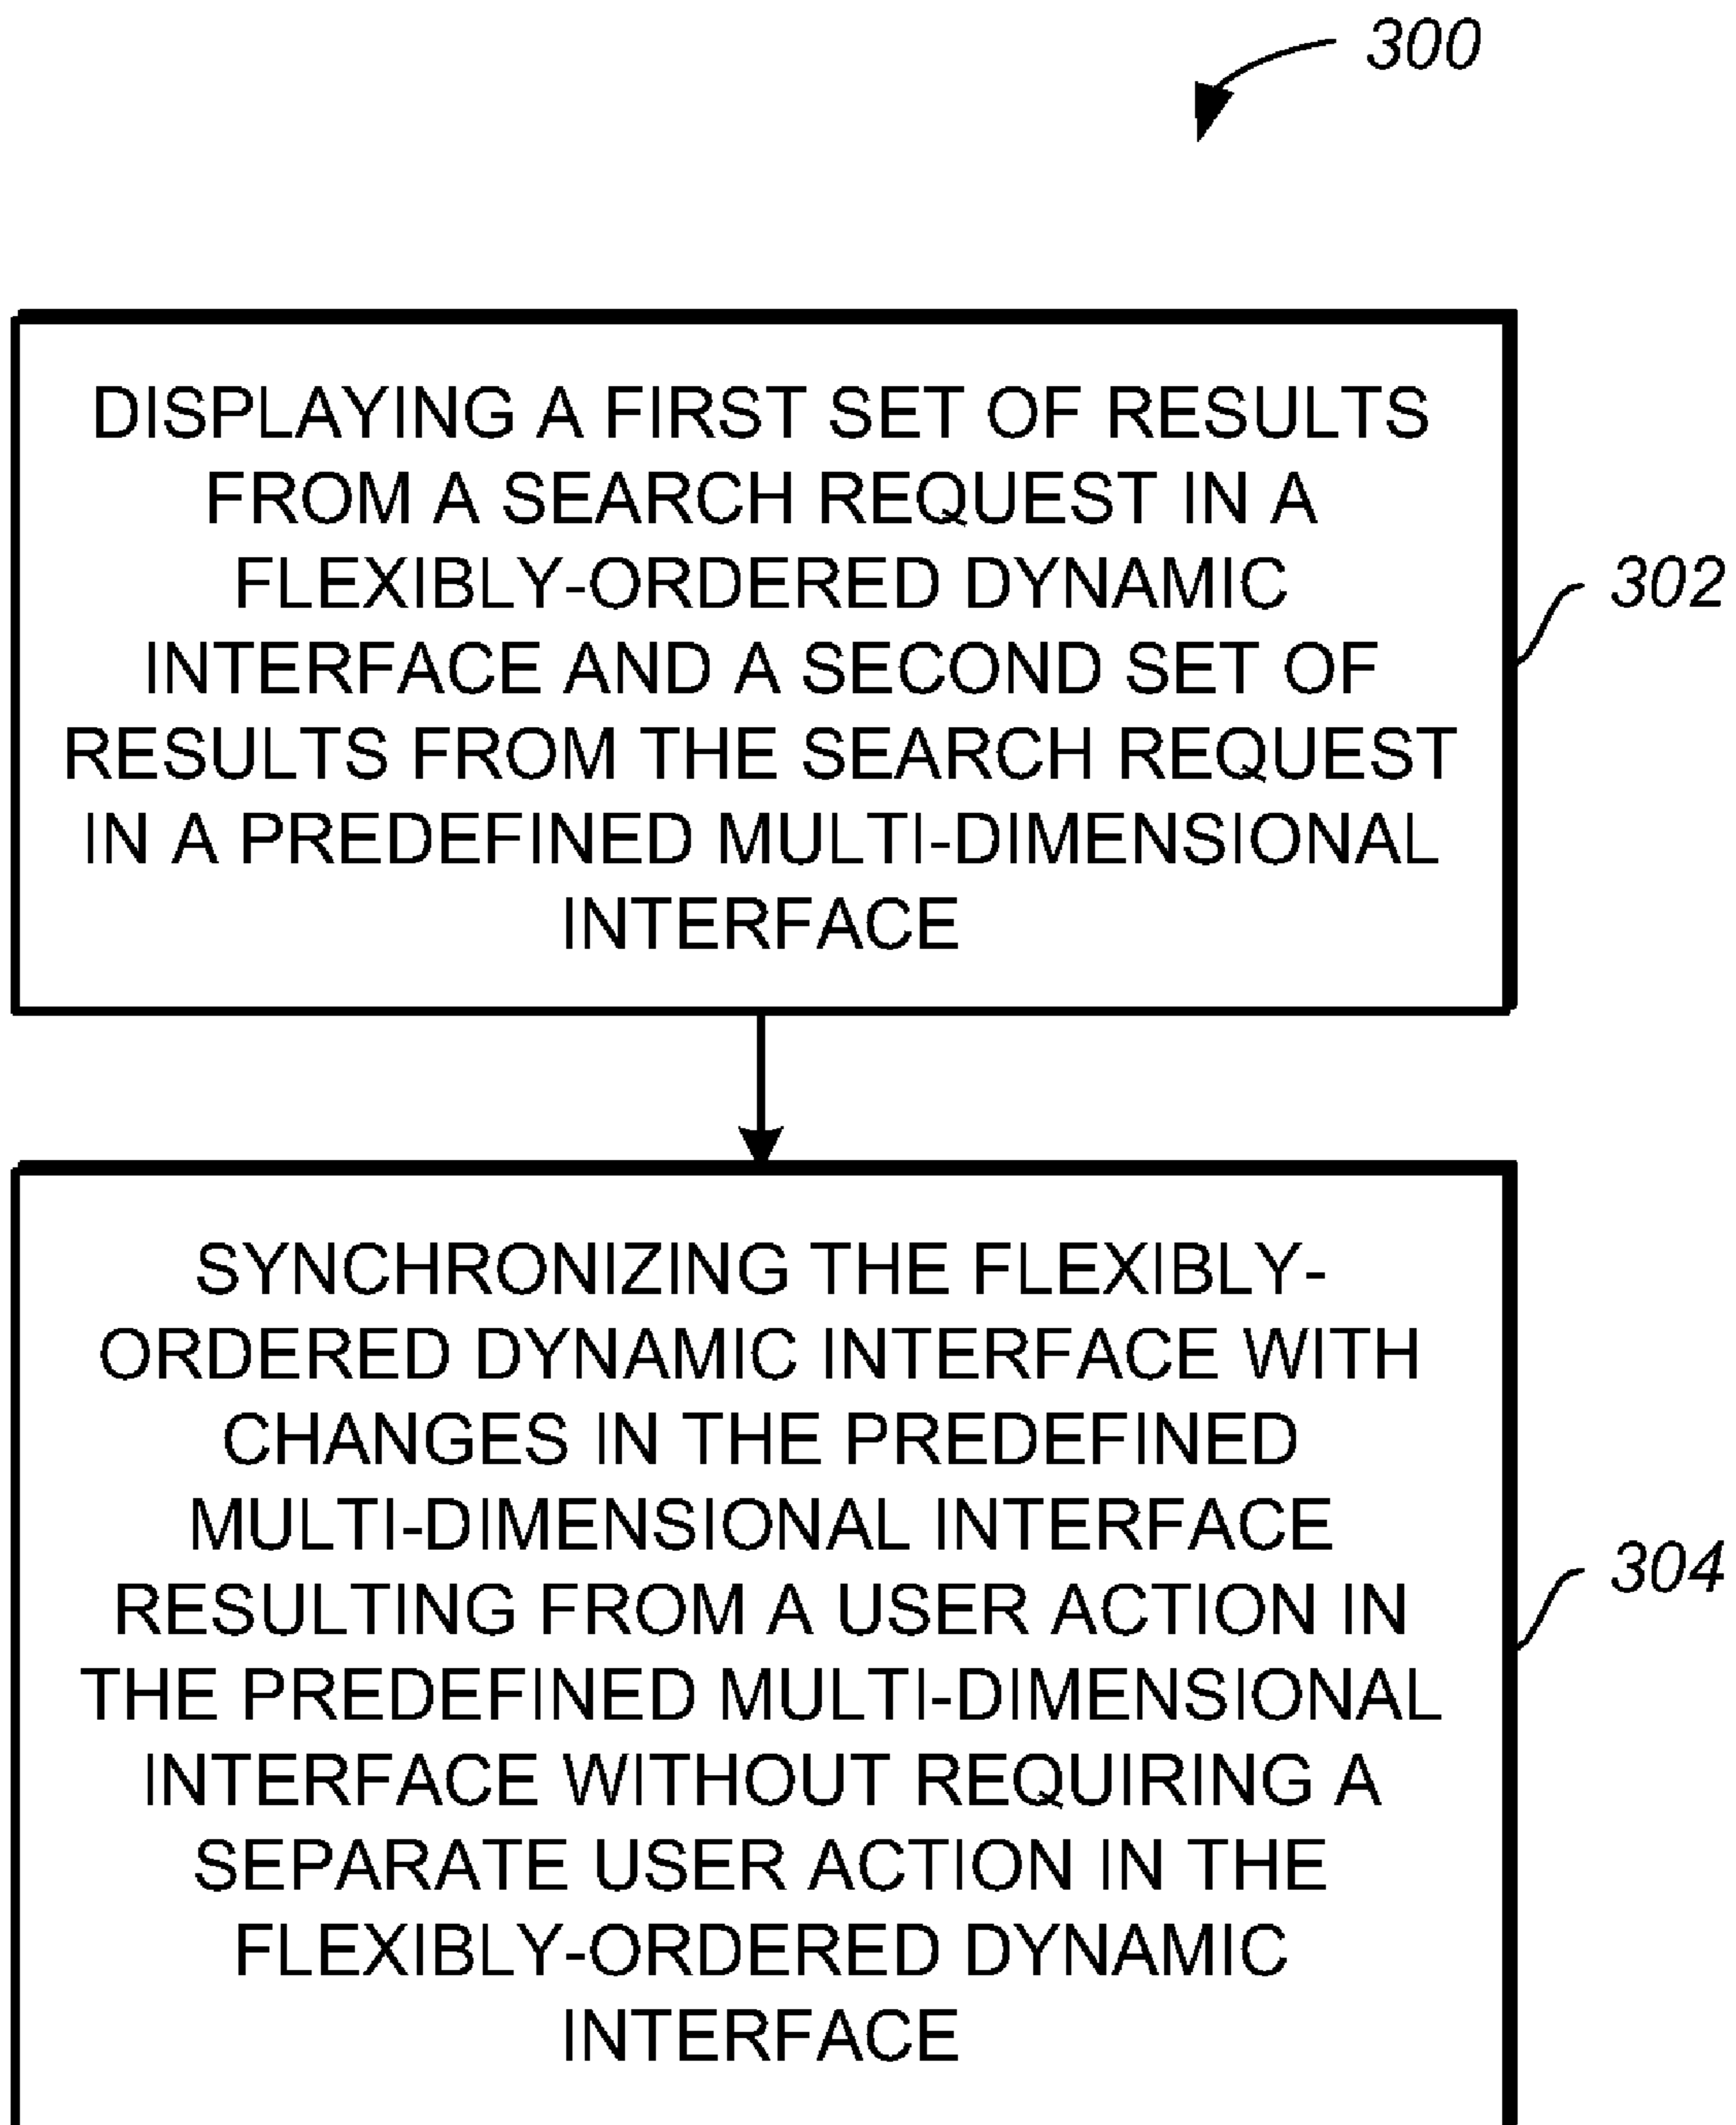 300
DISPLAYING A FIRST SET OF RESULTS
FROM A SEARCH REQUEST IN A
FLEXIBLY-ORDERED DYNAMIC
INTERFACE AND A SECOND SET OF
RESULTS FROM THE SEARCH REQUEST
IN A PREDEFINED MULTI-DIMENSIONAL
INTERFACE
302
SYNCHRONIZING THE FLEXIBLY-
ORDERED DYNAMIC INTERFACE WITH
CHANGES IN THE PREDEFINED
MULTI-DIMENSIONAL INTERFACE
RESULTING FROM A USER ACTION IN
THE PREDEFINED MULTI-DIMENSIONAL
INTERFACE WITHOUT REQUIRING A
SEPARATE USER ACTION IN THE
FLEXIBLY-ORDERED DYNAMIC
INTERFACE
304